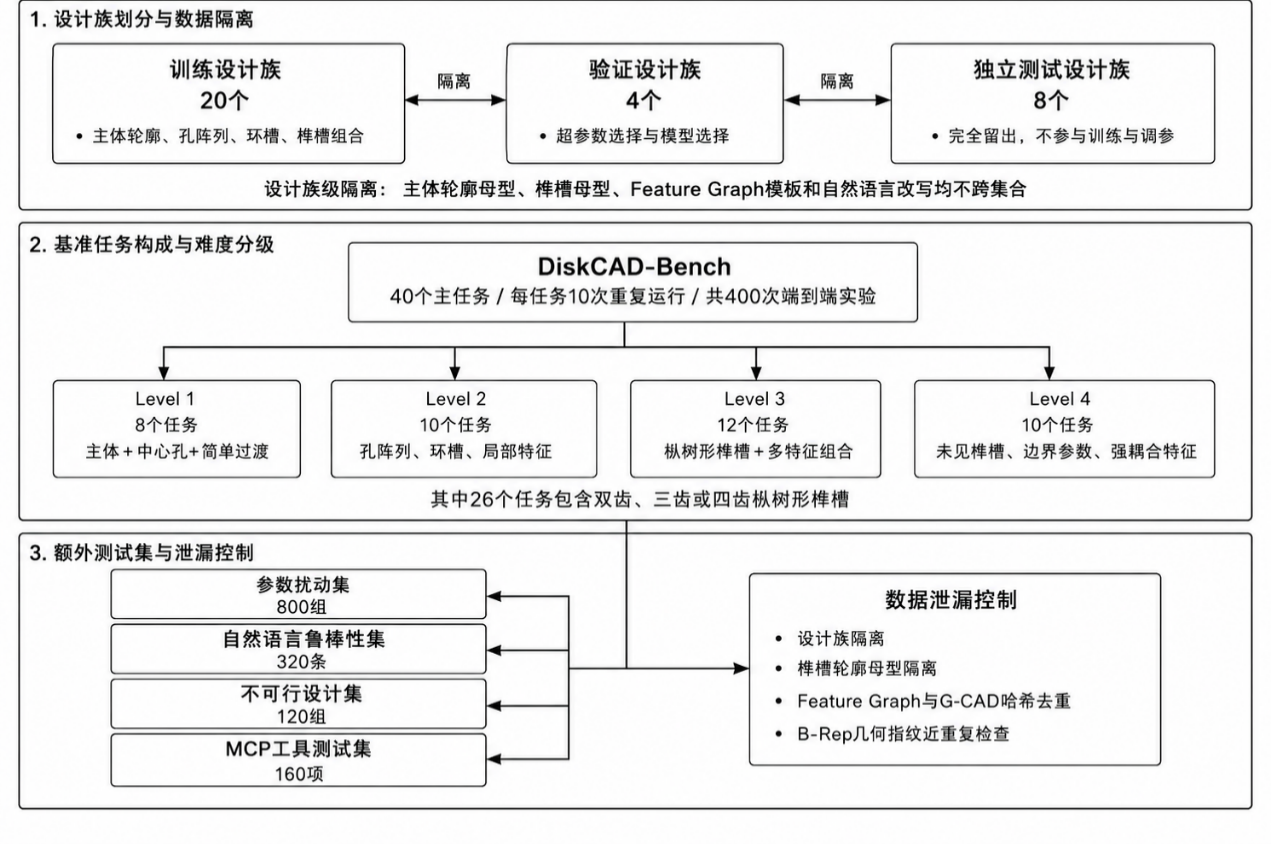 1. 设计族划分与数据隔离
训练设计族
20个
• 主体轮廓、孔阵列、环槽、榫槽组合
隔离
验证设计族
4个
• 超参数选择与模型选择
隔离
独立测试设计族
8个
• 完全留出，不参与训练与调参
设计族级隔离： 主体轮廓母型、榫槽母型、Feature Graph模板和自然语言改写均不跨集合
2. 基准任务构成与难度分级
DiskCAD-Bench
40个主任务 / 每任务10次重复运行 / 共400次端到端实验
Level 1
8个任务
主体+中心孔+简单过渡
Level 2
10个任务
孔阵列、环槽、局部特征
Level 3
12个任务
枞树形榫槽+多特征组合
Level 4
10个任务
未见榫槽、边界参数、强耦合特征
其中26个任务包含双齿、三齿或四齿枞树形榫槽
3. 额外测试集与泄漏控制
参数扰动集
800组
自然语言鲁棒性集
320条
不可行设计集
120组
MCP工具测试集
160项
数据泄漏控制
• 设计族隔离
• 榫槽轮廓母型隔离
• Feature Graph与G-CAD哈希去重
• B-Rep几何指纹近重复检查